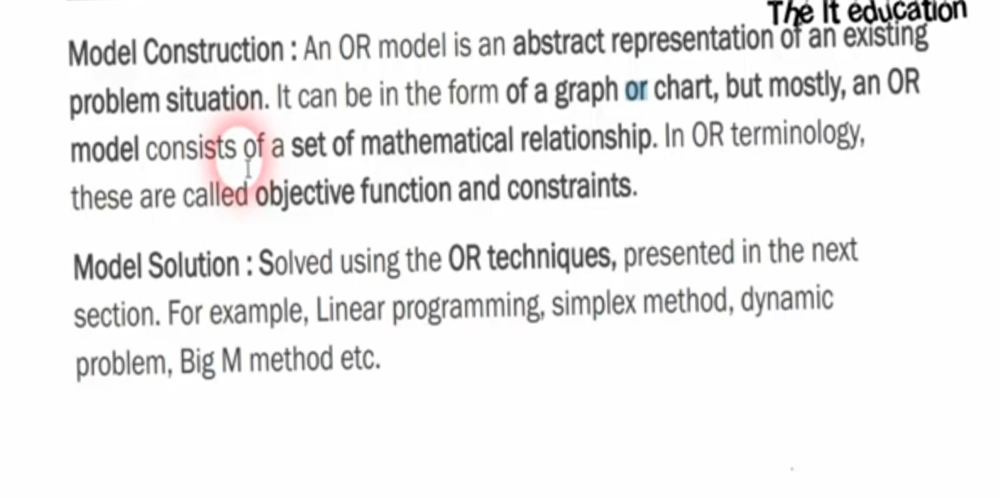 The It education
Model Construction : An OR model is an abstract representation of an existing
problem situation. It can be in the form of a graph or chart, but mostly, an OR
model consists of a set of mathematical relationship. In OR terminology,
these are called objective function and constraints.
Model Solution : Solved using the OR techniques, presented in the next
section. For example, Linear programming, simplex method, dynamic
problem, Big M method etc.